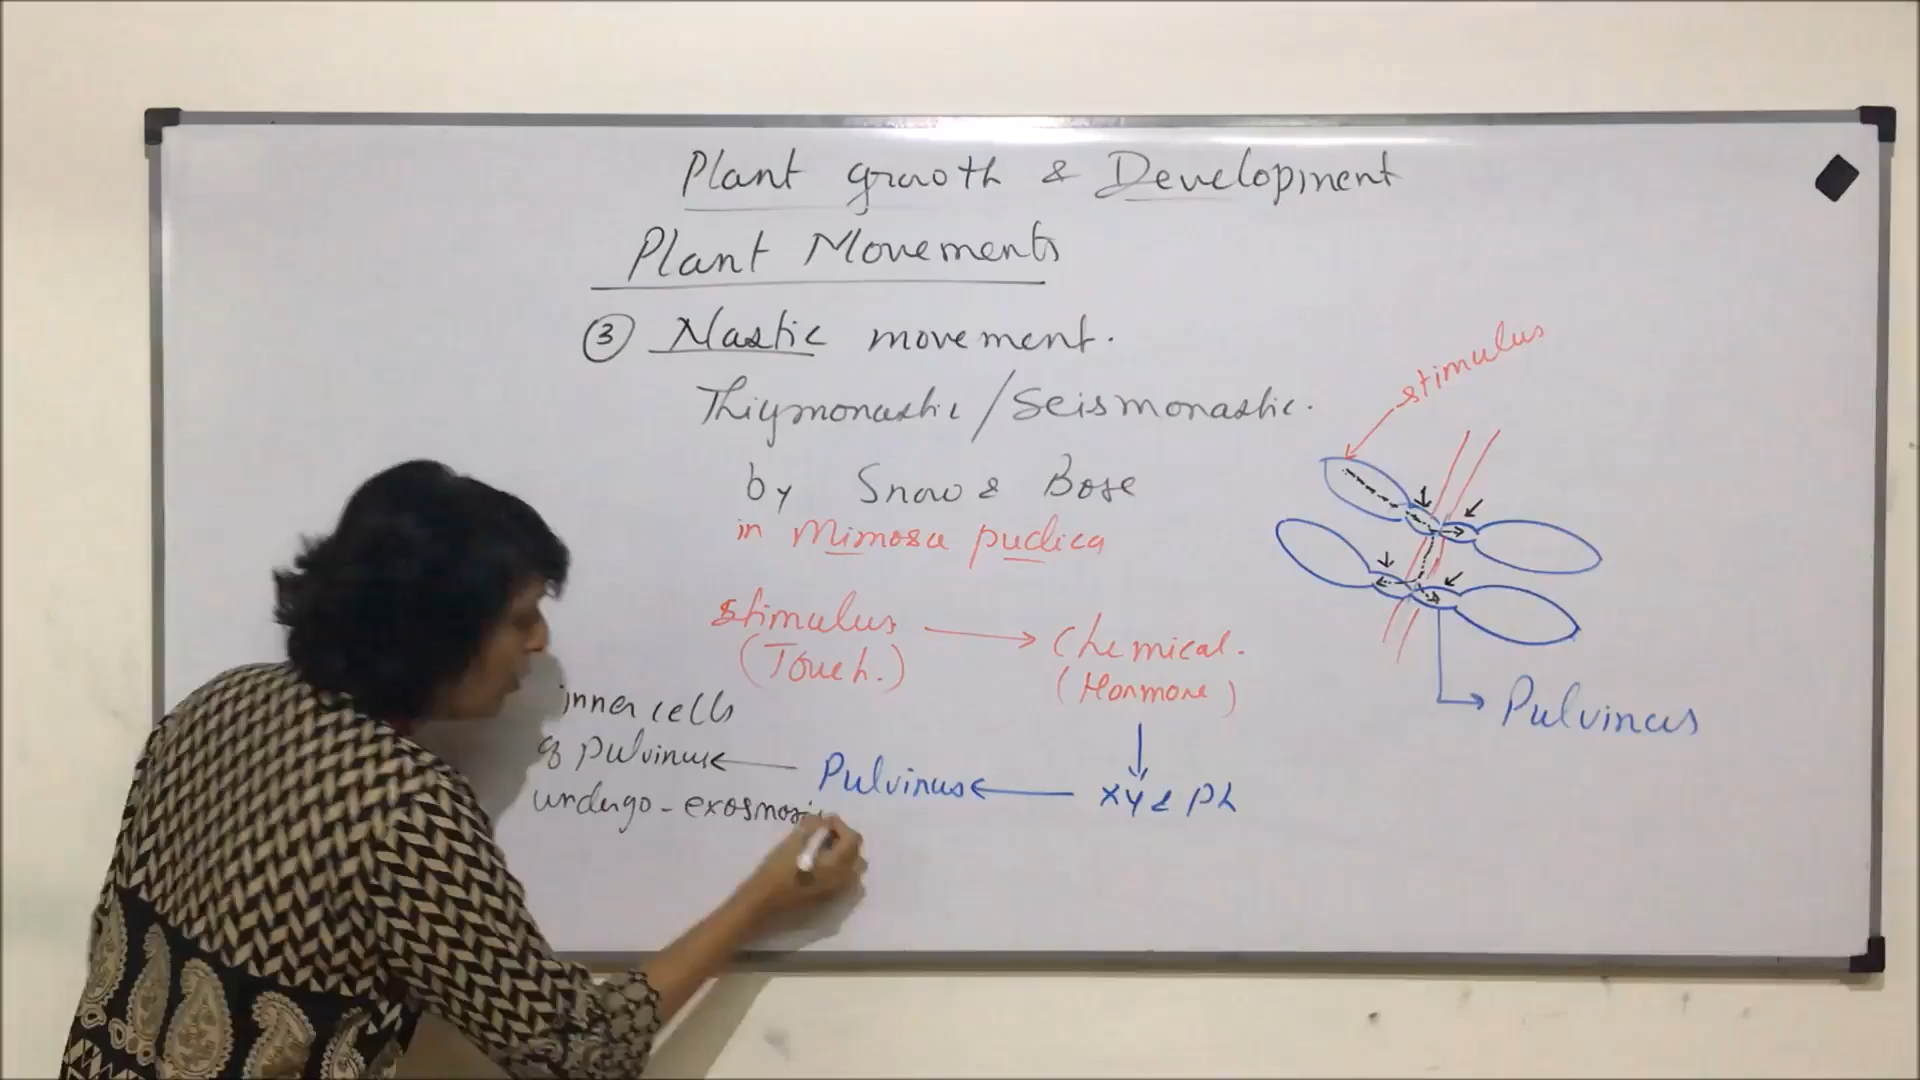 Plant growth & Development
Plant Movements
③ Nastic movement.
Thigmonastic / Seismonastic.
by Snow & Bose
in Mimosa pudica
stimulus
stimulus → Chemical.
(Touch.)
(Hormone)
↓
inner cells
of pulvinus ← Pulvinus ← Xy & Ph
undergo - exosmosi
Pulvinus